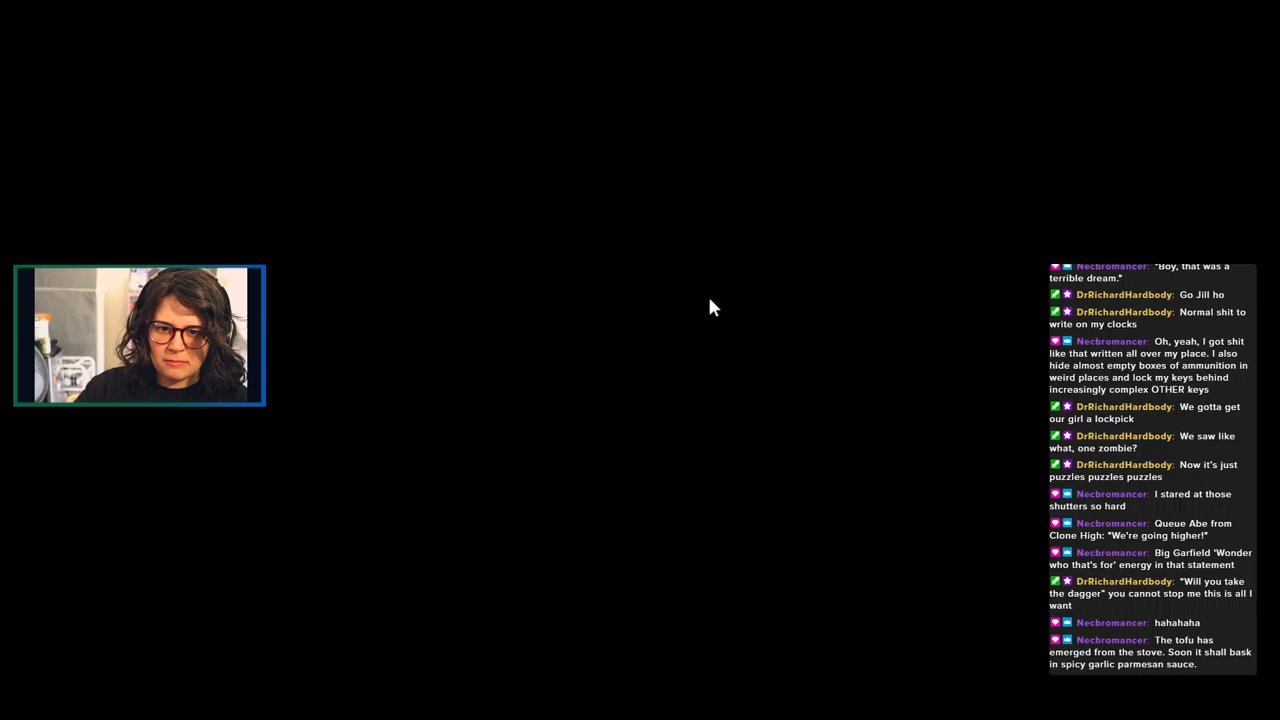 Necbromancer: "Boy, that was a
terrible dream."
DrRichardHardbody: Go Jill ho
DrRichardHardbody: Normal shit to
write on my clocks
Necbromancer: Oh, yeah, I got shit
like that written all over my place. I also
hide almost empty boxes of ammunition in
weird places and lock my keys behind
increasingly complex OTHER keys
DrRichardHardbody: We gotta get
our girl a lockpick
DrRichardHardbody: We saw like
what, one zombie?
DrRichardHardbody: Now it's just
puzzles puzzles puzzles
Necbromancer: I stared at those
shutters so hard
Necbromancer: Queue Abe from
Clone High: "We're going higher!"
Necbromancer: Big Garfield 'Wonder
who that's for' energy in that statement
DrRichardHardbody: "Will you take
the dagger" you cannot stop me this is all I
want
Necbromancer: hahahaha
Necbromancer: The tofu has
emerged from the stove. Soon it shall bask
in spicy garlic parmesan sauce.